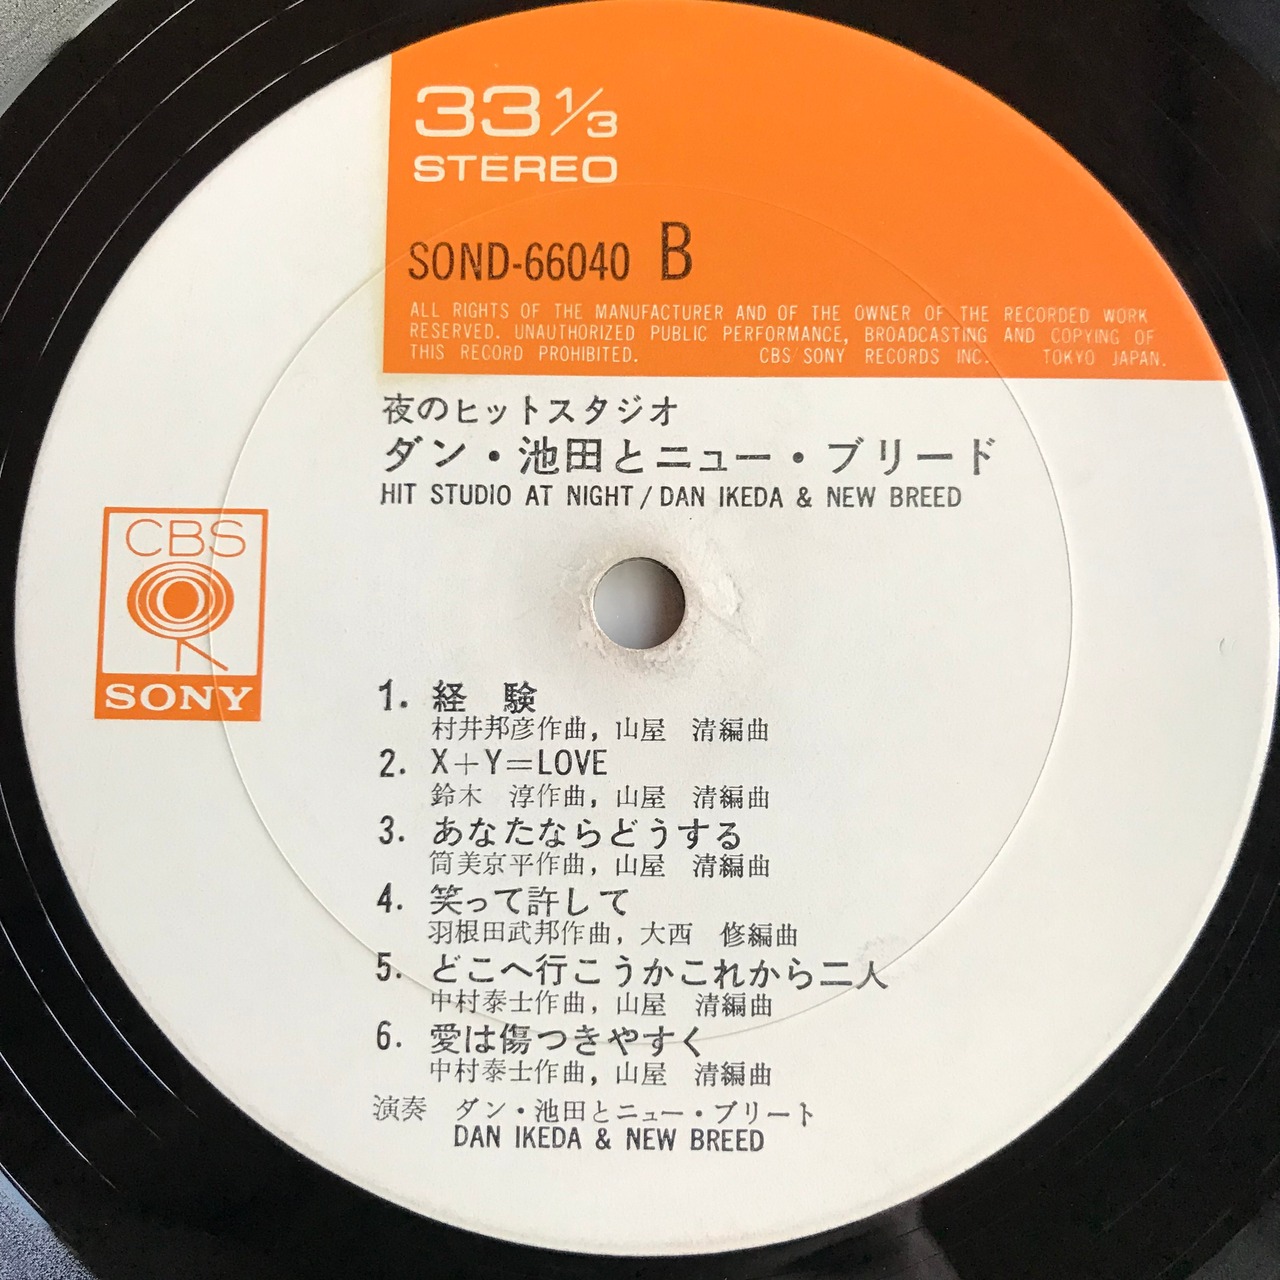 33 1/3
STEREO
SOND-66040 B
ALL RIGHTS OF THE MANUFACTURER AND OF THE OWNER OF THE RECORDED WORK
RESERVED. UNAUTHORIZED PUBLIC PERFORMANCE, BROADCASTING AND COPYING OF
THIS RECORD PROHIBITED. CBS/SONY RECORDS INC. TOKYO JAPAN.
夜のヒットスタジオ
ダン・池田とニュー・ブリード
HIT STUDIO AT NIGHT / DAN IKEDA & NEW BREED
CBS
SONY
1. 経 験
村井邦彦作曲, 山屋 清編曲
2. X+Y=LOVE
鈴木 淳作曲, 山屋 清編曲
3. あなたならどうする
筒美京平作曲, 山屋 清編曲
4. 笑って許して
羽根田武邦作曲, 大西 修編曲
5. どこへ行こうかこれから二人
中村泰士作曲, 山屋 清編曲
6. 愛は傷つきやすく
中村泰士作曲, 山屋 清編曲
演奏 ダン・池田とニュー・ブリート
DAN IKEDA & NEW BREED